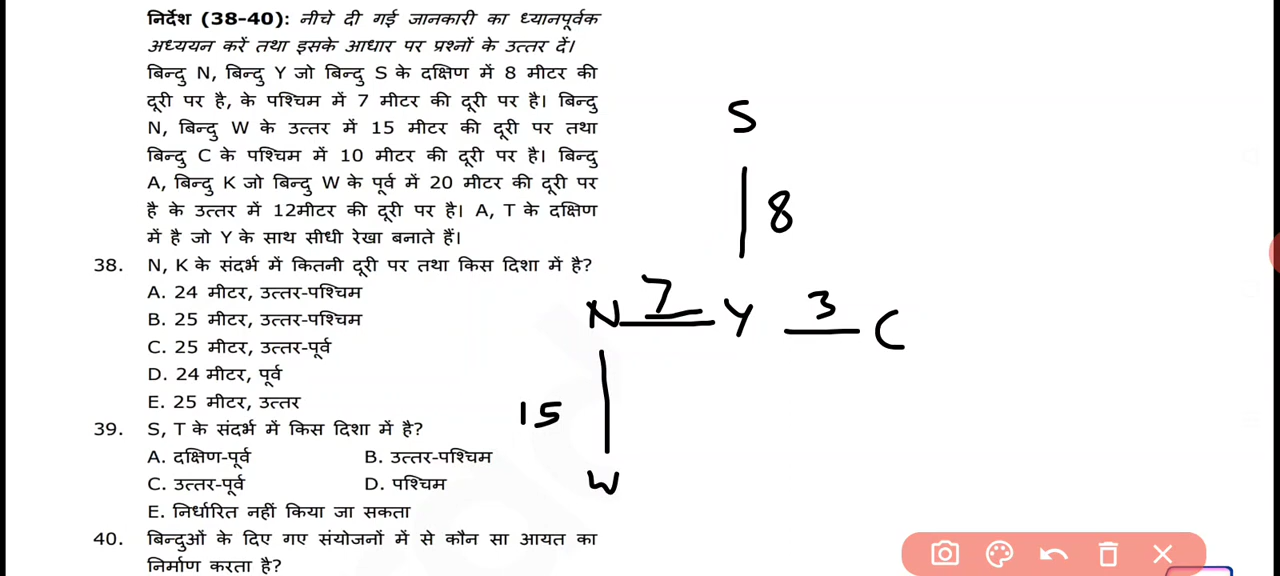 निर्देश (38-40): नीचे दी गई जानकारी का ध्यानपूर्वक
अध्ययन करें तथा इसके आधार पर प्रश्नों के उत्तर दें।
बिन्दु N, बिन्दु Y जो बिन्दु S के दक्षिण में 8 मीटर की
दूरी पर है, के पश्चिम में 7 मीटर की दूरी पर है। बिन्दु
N, बिन्दु W के उत्तर में 15 मीटर की दूरी पर तथा
बिन्दु C के पश्चिम में 10 मीटर की दूरी पर है। बिन्दु
A, बिन्दु K जो बिन्दु W के पूर्व में 20 मीटर की दूरी पर
है के उत्तर में 12मीटर की दूरी पर है। A, T के दक्षिण
में है जो Y के साथ सीधी रेखा बनाते हैं।
38. N, K के संदर्भ में कितनी दूरी पर तथा किस दिशा में है?
A. 24 मीटर, उत्तर-पश्चिम
B. 25 मीटर, उत्तर-पश्चिम
C. 25 मीटर, उत्तर-पूर्व
D. 24 मीटर, पूर्व
E. 25 मीटर, उत्तर
39. S, T के संदर्भ में किस दिशा में है?
A. दक्षिण-पूर्व B. उत्तर-पश्चिम
C. उत्तर-पूर्व D. पश्चिम
E. निर्धारित नहीं किया जा सकता
40. बिन्दुओं के दिए गए संयोजनों में से कौन सा आयत का
निर्माण करता है?
S
8
N 7 Y 3 C
15
W